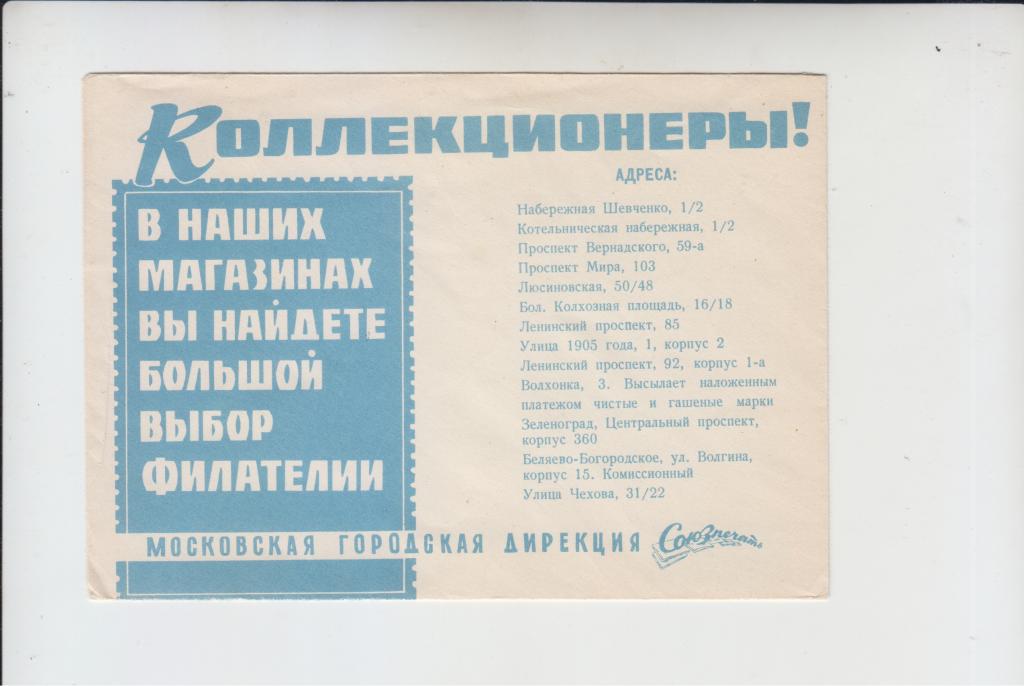 Коллекционеры!
В НАШИХ
МАГАЗИНАХ
ВЫ НАЙДЕТЕ
БОЛЬШОЙ
ВЫБОР
ФИЛАТЕЛИИ
АДРЕСА:
Набережная Шевченко, 1/2
Котельническая набережная, 1/2
Проспект Вернадского, 59-а
Проспект Мира, 103
Люсиновская, 50/48
Бол. Колхозная площадь, 16/18
Ленинский проспект, 85
Улица 1905 года, 1, корпус 2
Ленинский проспект, 92, корпус 1-а
Волхонка, 3. Высылает наложенным
платежом чистые и гашеные марки
Зеленоград, Центральный проспект,
корпус 360
Беляево-Богородское, ул. Волгина,
корпус 15. Комиссионный
Улица Чехова, 31/22
МОСКОВСКАЯ ГОРОДСКАЯ ДИРЕКЦИЯ Союзпечать